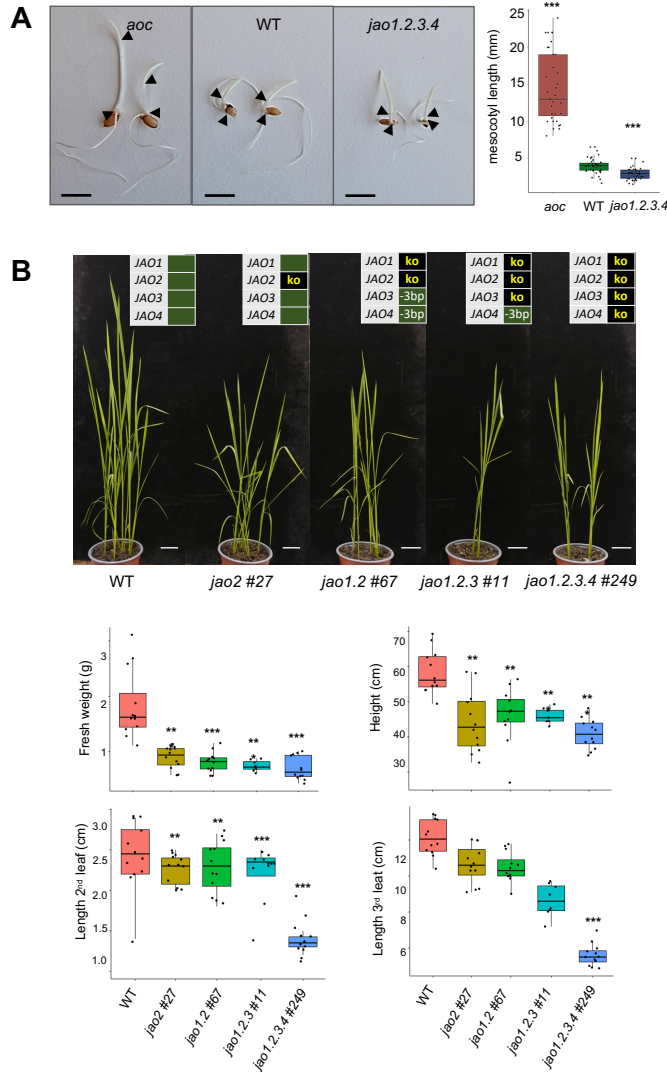 A
aoc
WT
jao1.2.3.4
mesocotyl length (mm)
25
20
15
10
5
***
***
aoc
WT
jao1.2.3.4
B
JAO1
JAO2
JAO3
JAO4
JAO1
JAO2 ko
JAO3
JAO4
JAO1 ko
JAO2 ko
JAO3 -3bp
JAO4 -3bp
JAO1 ko
JAO2 ko
JAO3 ko
JAO4 -3bp
JAO1 ko
JAO2 ko
JAO3 ko
JAO4 ko
WT
jao2 #27
jao1.2 #67
jao1.2.3 #11
jao1.2.3.4 #249
Fresh weight (g)
3
2
1
**
***
**
*
***
Height (cm)
70
60
50
40
30
**
**
**
**
*
Length 2nd leaf (cm)
3.0
2.5
2.0
1.5
1.0
**
**
***
***
WT
jao2 #27
jao1.2 #67
jao1.2.3 #11
jao1.2.3.4 #249
Length 3rd leat (cm)
12
10
8
6
***
WT
jao2 #27
jao1.2 #67
jao1.2.3 #11
jao1.2.3.4 #249